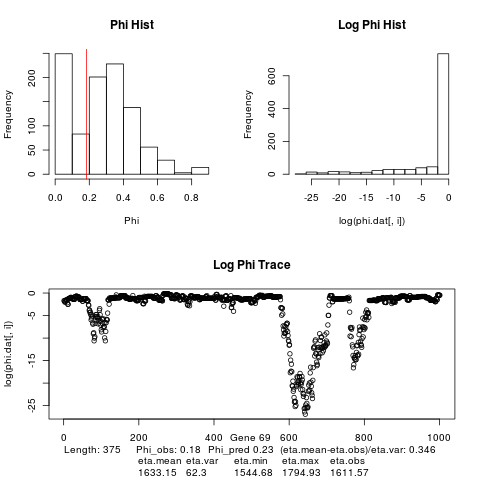 Phi Hist
Log Phi Hist
Frequency
0 50 100 200
0.0 0.2 0.4 0.6 0.8
Phi
Frequency
0 200 400 600
-25 -20 -15 -10 -5 0
log(phi.dat[, i])
Log Phi Trace
log(phi.dat[, i])
0 -5 -15 -25
0 200 400 600 800 1000
Gene 69
Length: 375 Phi_obs: 0.18 Phi_pred 0.23 (eta.mean-eta.obs)/eta.var: 0.346
eta.mean eta.var eta.min eta.max eta.obs
1633.15 62.3 1544.68 1794.93 1611.57